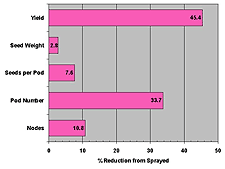 Yield
45.4
Seed Weight
2.8
Seeds per Pod
7.6
Pod Number
33.7
Nodes
10.8
0 10 20 30 40 50
% Reduction from Sprayed